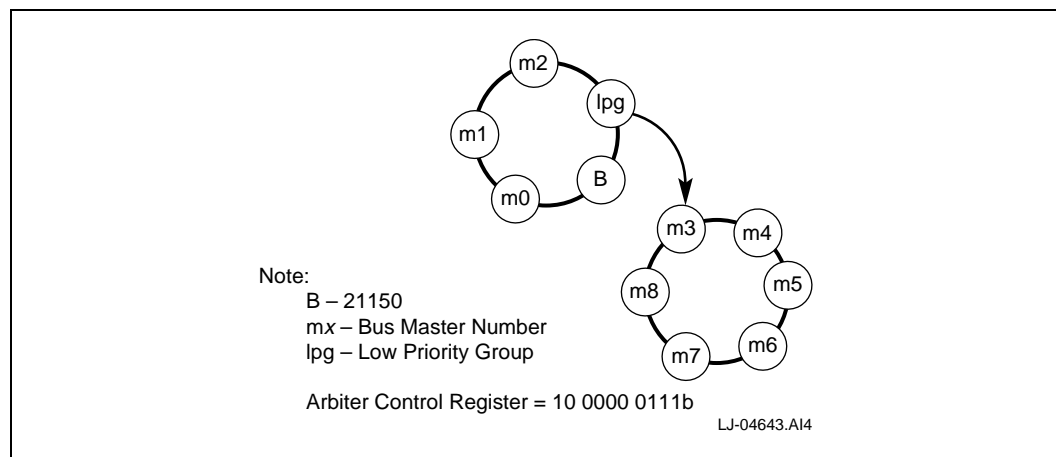 m2
lpg
m1
B
m0
m3
m4
m5
m8
m6
m7
Note:
B – 21150
mx – Bus Master Number
lpg – Low Priority Group
Arbiter Control Register = 10 0000 0111b
LJ-04643.AI4